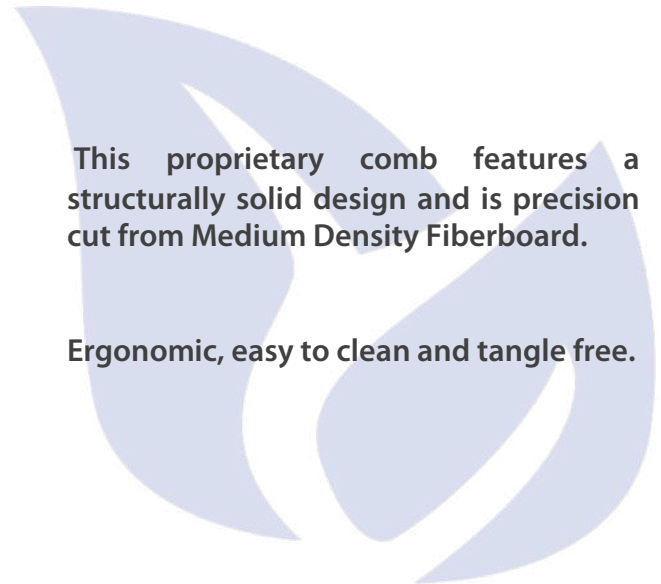 This proprietary comb features a
structurally solid design and is precision
cut from Medium Density Fiberboard.
Ergonomic, easy to clean and tangle free.